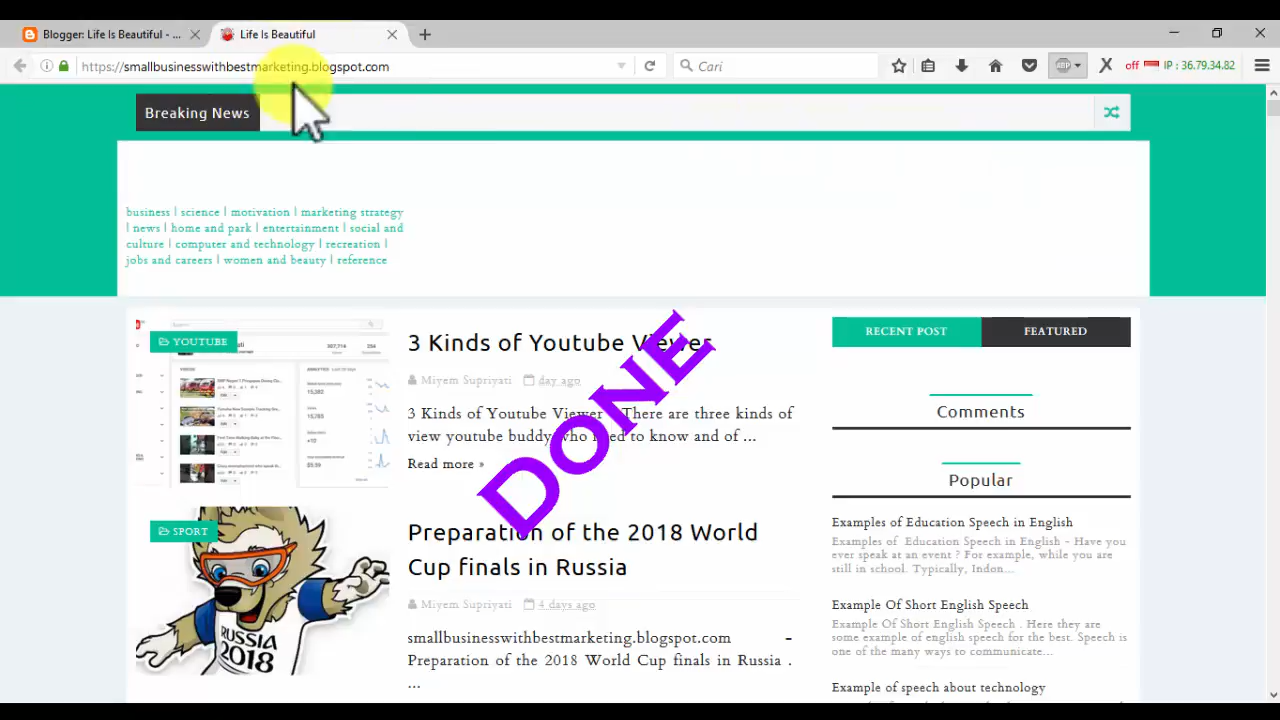 Blogger: Life Is Beautiful - ...
Life Is Beautiful
https://smallbusinesswithbestmarketing.blogspot.com
Cari
ABP
off
IP : 36.79.34.82
Breaking News
business | science | motivation | marketing strategy
| news | home and park | entertainment | social and
culture | computer and technology | recreation |
jobs and careers | women and beauty | reference
YOUTUBE
3 Kinds of Youtube Viewer
Miyem Supriyati day ago
3 Kinds of Youtube Viewer - There are three kinds of
view youtube buddy who need to know and of ...
Read more »
DONE
SPORT
RUSSIA
2018
Preparation of the 2018 World
Cup finals in Russia
Miyem Supriyati 4 days ago
smallbusinesswithbestmarketing.blogspot.com -
Preparation of the 2018 World Cup finals in Russia .
...
RECENT POST
FEATURED
Comments
Popular
Examples of Education Speech in English
Examples of Education Speech in English - Have you
ever speak at an event ? For example, while you are
still in school. Typically, Indon...
Example Of Short English Speech
Example Of Short English Speech . Here they are
some example of english speech for the best. Speech is
one of the many ways to communicate...
Example of speech about technology